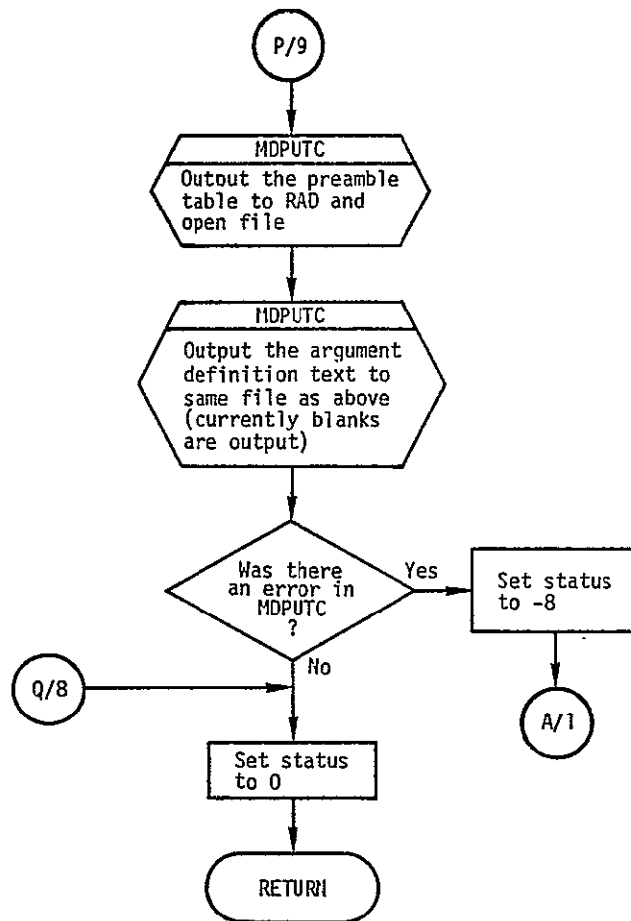 P/9
MDPUTC
Outout the preamble
table to RAD and
open file
MDPUTC
Output the argument
definition text to
same file as above
(currently blanks
are output)
Was there
an error in
MDPUTC
?
Yes
Set status
to -8
No
Q/8
A/1
Set status
to 0
RETURN